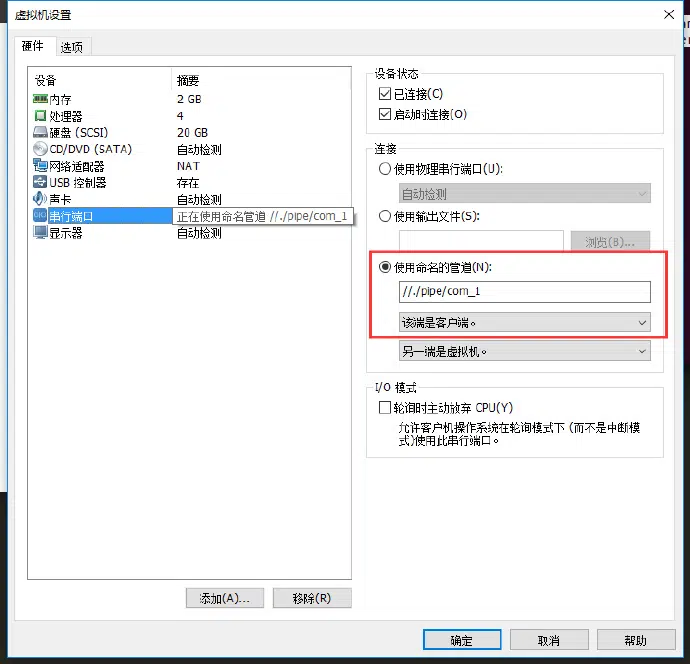 虚拟机设置
硬件 选项
设备 摘要
内存 2 GB
处理器 4
硬盘 (SCSI) 20 GB
CD/DVD (SATA) 自动检测
网络适配器 NAT
USB 控制器 存在
声卡 自动检测
串行端口 正在使用命名管道 //./pipe/com_1
显示器 自动检测
添加(A)... 移除(R)
设备状态
已连接(C)
启动时连接(O)
连接
使用物理串行端口(U):
自动检测
使用输出文件(S):
浏览(B)...
使用命名的管道(N):
//./pipe/com_1
该端是客户端。
另一端是虚拟机。
I/O 模式
轮询时主动放弃 CPU(Y)
允许客户机操作系统在轮询模式下 (而不是中断模
式)使用此串行端口。
确定 取消 帮助